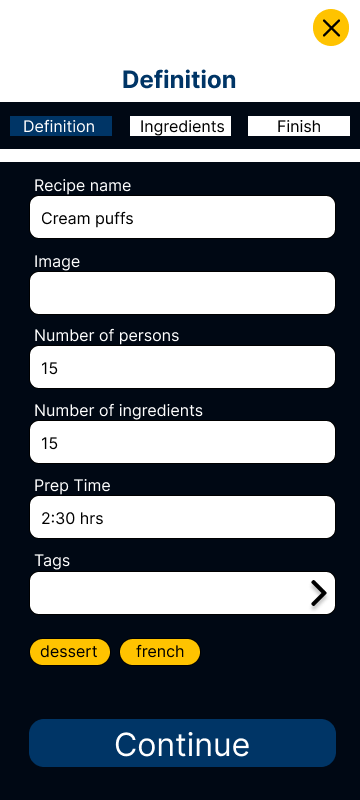 Definition
Definition Ingredients Finish
Recipe name
Cream puffs
Image
Number of persons
15
Number of ingredients
15
Prep Time
2:30 hrs
Tags
dessert french
Continue